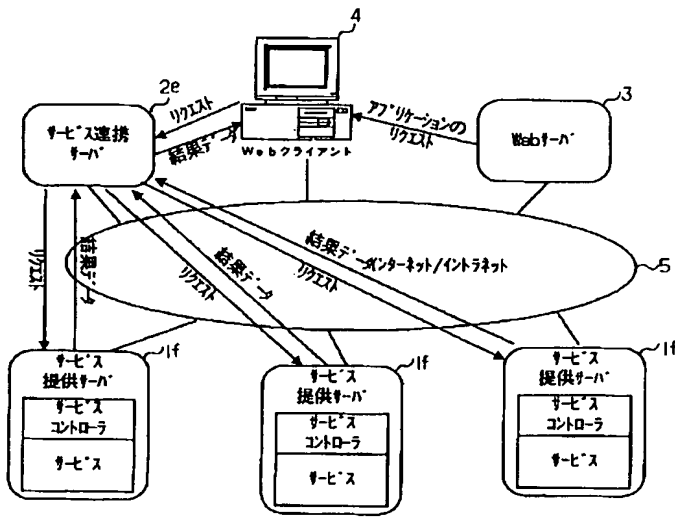 4
2e
サービス連携
サーバ
リクエスト
結果データ
Webクライアント
アプリケーションの
リクエスト
3
Webサーバ
リクエスト
結果データ
結果データ
リクエスト
結果データ
リクエスト
インターネット/イントラネット
5
1f
サービス
提供サーバ
サービス
コントローラ
サービス
1f
サービス
提供サーバ
サービス
コントローラ
サービス
1f
サービス
提供サーバ
サービス
コントローラ
サービス